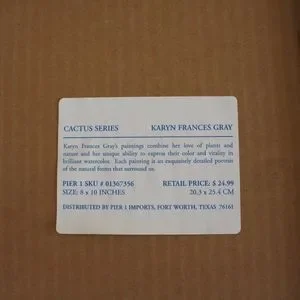 CACTUS SERIES KARYN FRANCES GRAY
Karyn Frances Gray's paintings combine her love of plants and
nature and her unique ability to express their color and vitality in
brilliant watercolor. Each painting is an exquisitely detailed portrait
of the natural forms that surround us.
PIER 1 SKU # 01367356 RETAIL PRICE: $ 24.99
SIZE: 8 x 10 INCHES 20.3 x 25.4 CM
DISTRIBUTED BY PIER 1 IMPORTS, FORT WORTH, TEXAS 76161